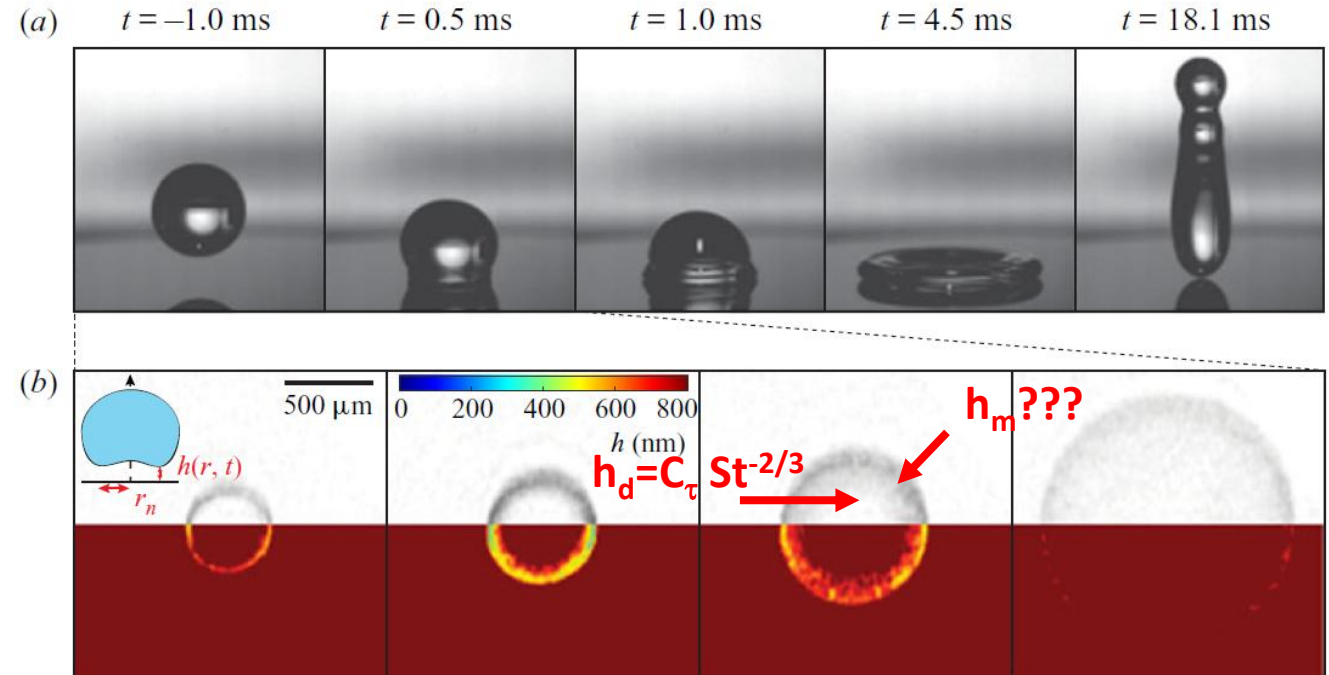 (a) t = –1.0 ms t = 0.5 ms t = 1.0 ms t = 4.5 ms t = 18.1 ms
(b)
500 μm
0 200 400 600 800
h (nm)
h(r, t)
rₙ
h_d=C_τ St^-2/3
h_m???